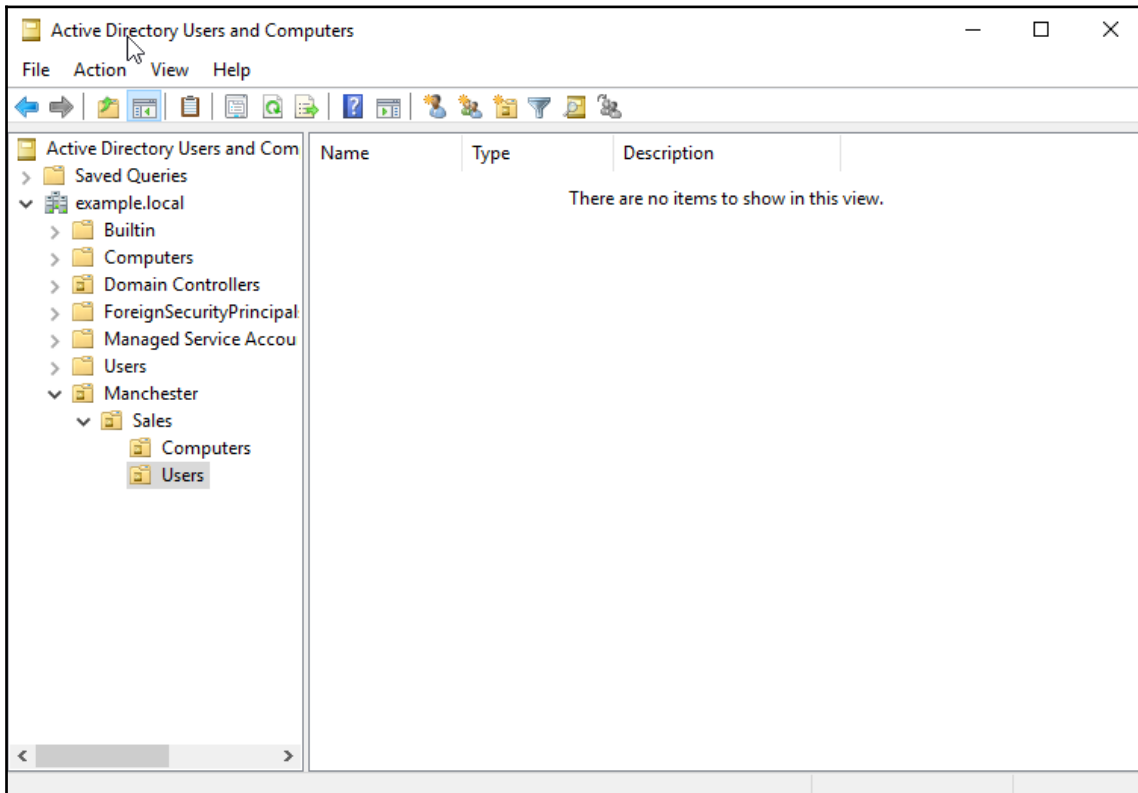 Active Directory Users and Computers
File Action View Help
Active Directory Users and Com
Saved Queries
example.local
Builtin
Computers
Domain Controllers
ForeignSecurityPrincipal
Managed Service Accou
Users
Manchester
Sales
Computers
Users
Name Type Description
There are no items to show in this view.